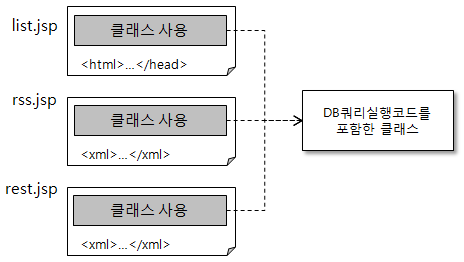 list.jsp
클래스 사용
<html>...</head>
rss.jsp
클래스 사용
<xml>...</xml>
rest.jsp
클래스 사용
<xml>...</xml>
DB쿼리실행코드를
포함한 클래스